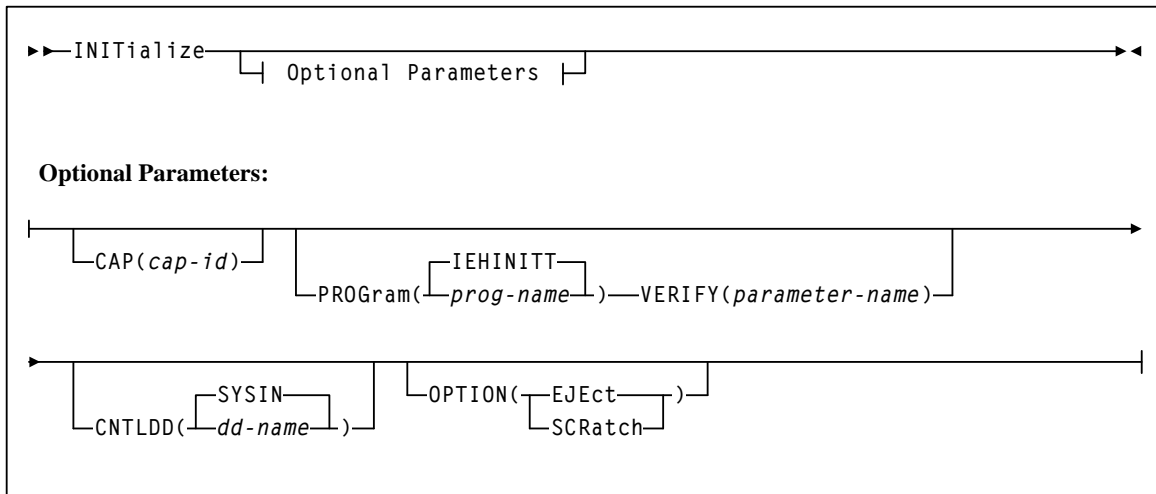 INITialize
Optional Parameters
Optional Parameters:
CAP(cap-id)
IEHINITT
PROGram( prog-name ) VERIFY(parameter-name)
SYSIN
CNTLDD( dd-name )
OPTION( EJEct )
SCRatch